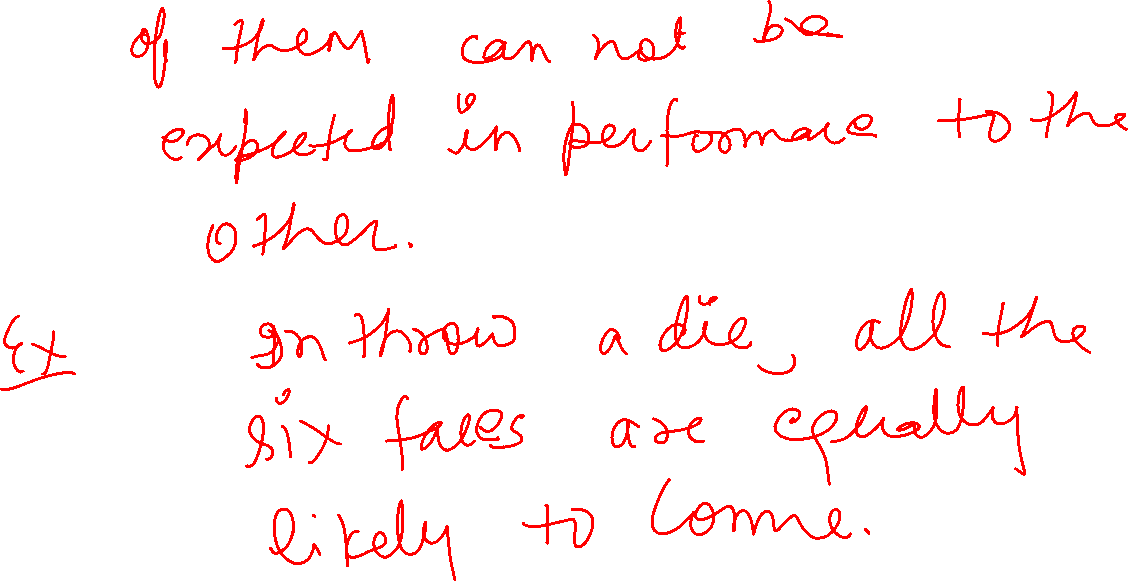 of them can not be
expected in performace to the
other.
Ex In throw a die, all the
six faces are equally
likely to come.